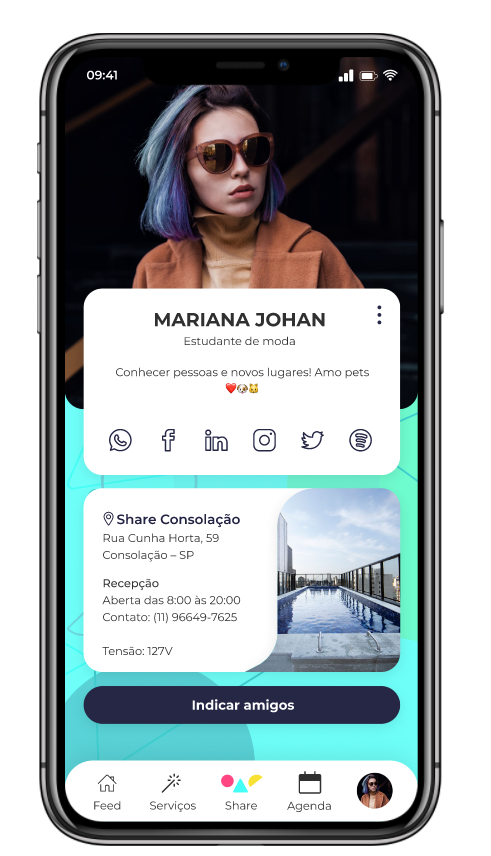 09:41
MARIANA JOHAN
Estudante de moda
Conhecer pessoas e novos lugares! Amo pets
❤️🐶🐱
Share Consolação
Rua Cunha Horta, 59
Consolação – SP
Recepção
Aberta das 8:00 às 20:00
Contato: (11) 96649-7625
Tensão: 127V
Indicar amigos
Feed Serviços Share Agenda